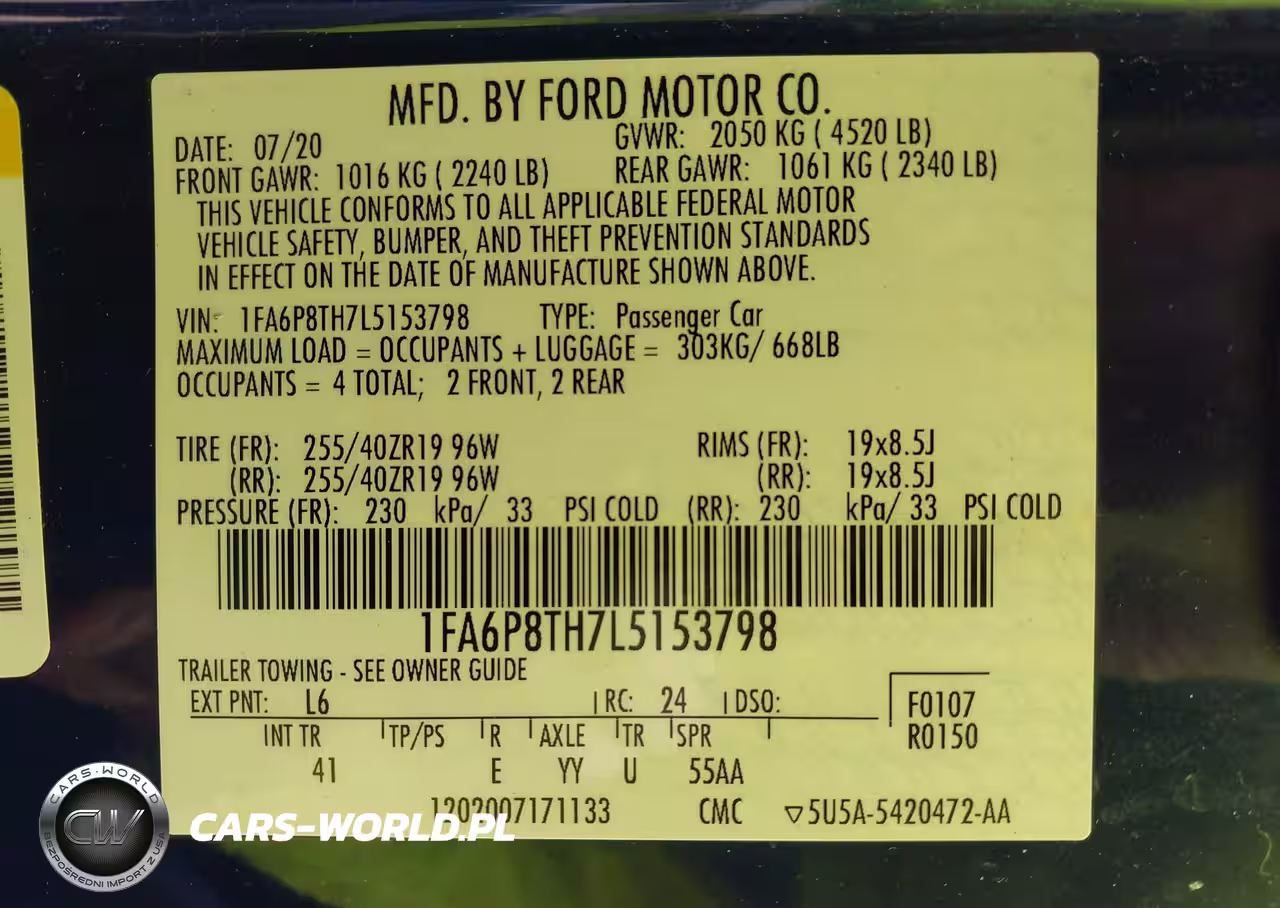 MFD. BY FORD MOTOR CO.
DATE: 07/20 GVWR: 2050 KG ( 4520 LB)
FRONT GAWR: 1016 KG ( 2240 LB) REAR GAWR: 1061 KG ( 2340 LB)
THIS VEHICLE CONFORMS TO ALL APPLICABLE FEDERAL MOTOR
VEHICLE SAFETY, BUMPER, AND THEFT PREVENTION STANDARDS
IN EFFECT ON THE DATE OF MANUFACTURE SHOWN ABOVE.
VIN: 1FA6P8TH7L5153798 TYPE: Passenger Car
MAXIMUM LOAD = OCCUPANTS + LUGGAGE = 303KG/ 668LB
OCCUPANTS = 4 TOTAL; 2 FRONT, 2 REAR
TIRE (FR): 255/40ZR19 96W RIMS (FR): 19x8.5J
(RR): 255/40ZR19 96W (RR): 19x8.5J
PRESSURE (FR): 230 kPa/ 33 PSI COLD (RR): 230 kPa/ 33 PSI COLD
1FA6P8TH7L5153798
TRAILER TOWING - SEE OWNER GUIDE
EXT PNT: L6 RC: 24 DSO: F0107
INT TR TP/PS R AXLE TR SPR R0150
41 E YY U 55AA
1202007171133 CMC ▽5U5A-5420472-AA
CARS-WORLD
CW
BEZPOŚREDNI IMPORT Z USA
CARS-WORLD.PL